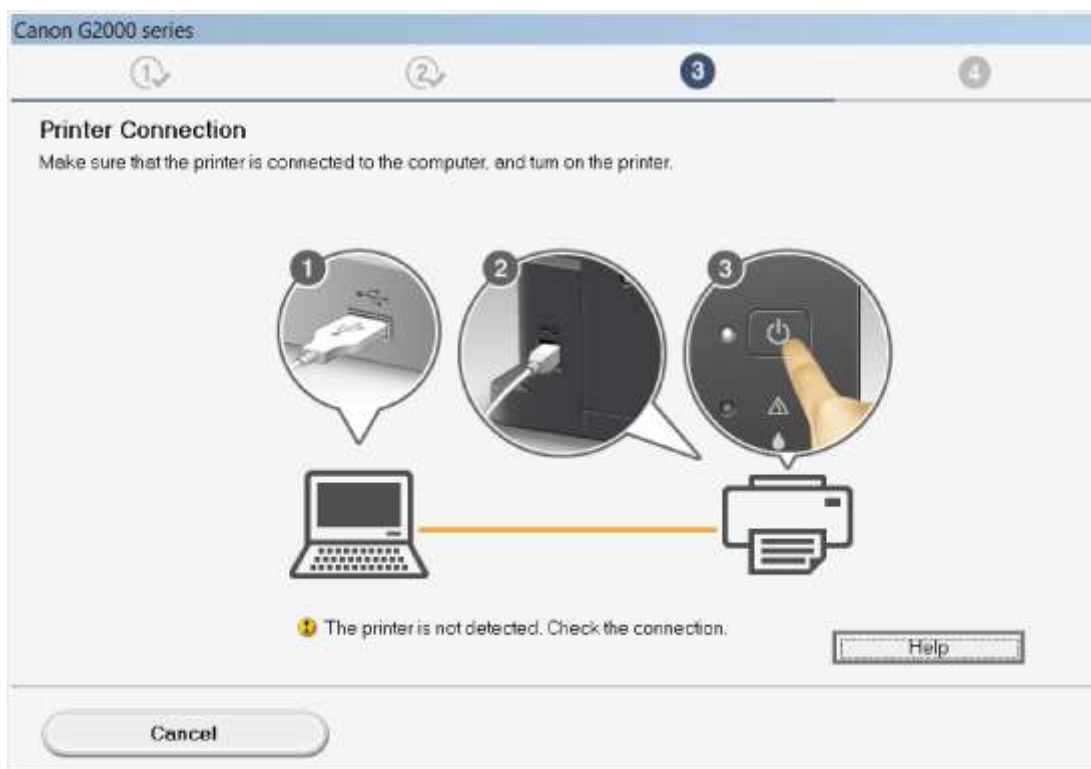 Canon G2000 series
1 2 3 4
Printer Connection
Make sure that the printer is connected to the computer, and turn on the printer.
1 2 3
The printer is not detected. Check the connection.
Help
Cancel